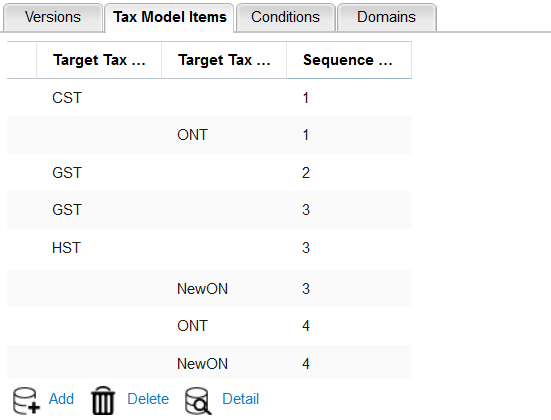 Versions Tax Model Items Conditions Domains
Target Tax ... Target Tax ... Sequence ...
CST 1
ONT 1
GST 2
GST 3
HST 3
NewON 3
ONT 4
NewON 4
Add Delete Detail